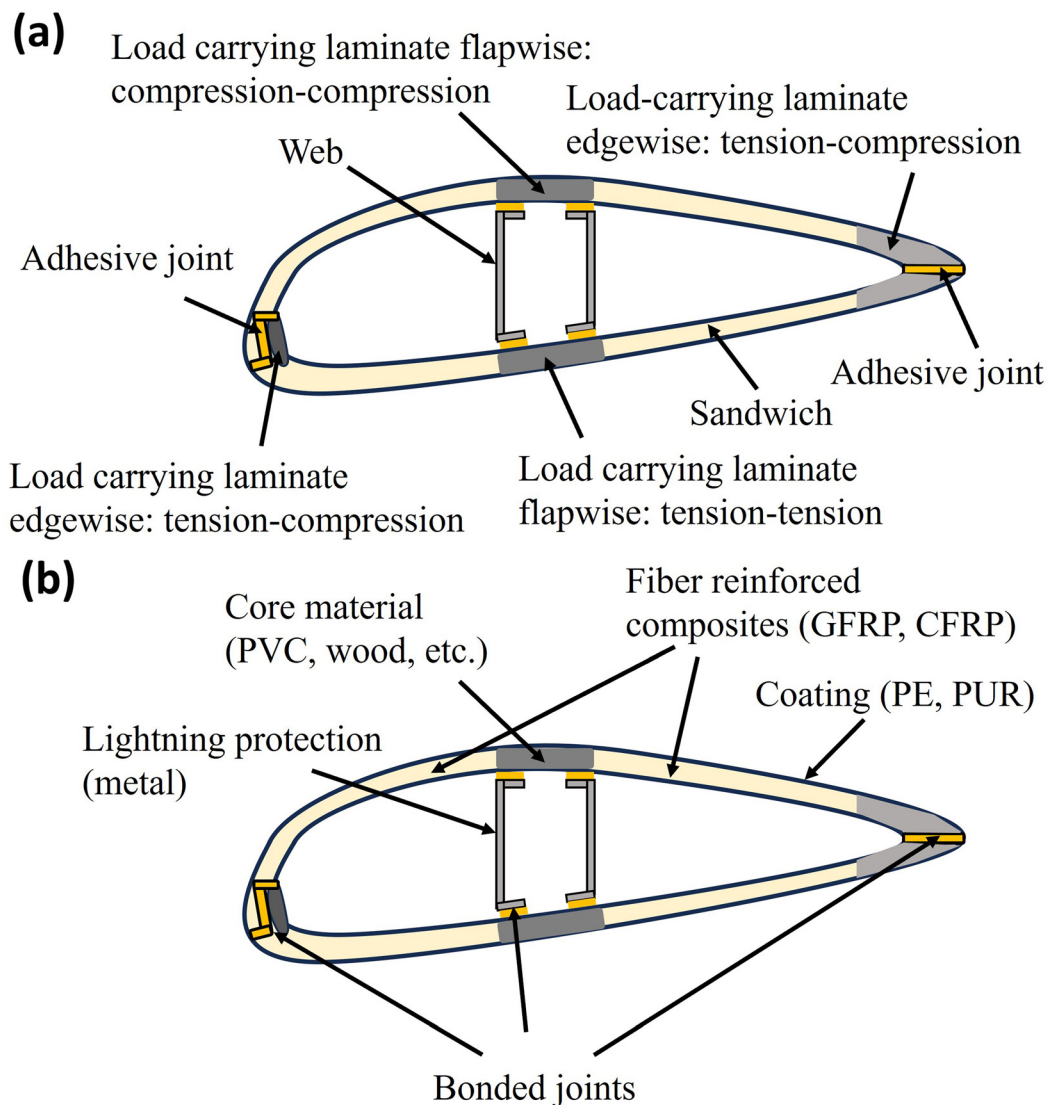 (a)
Load carrying laminate flapwise:
compression-compression
Load-carrying laminate
edgewise: tension-compression
Web
Adhesive joint
Adhesive joint
Sandwich
Load carrying laminate
edgewise: tension-compression
Load carrying laminate
flapwise: tension-tension
(b)
Core material
(PVC, wood, etc.)
Fiber reinforced
composites (GFRP, CFRP)
Coating (PE, PUR)
Lightning protection
(metal)
Bonded joints